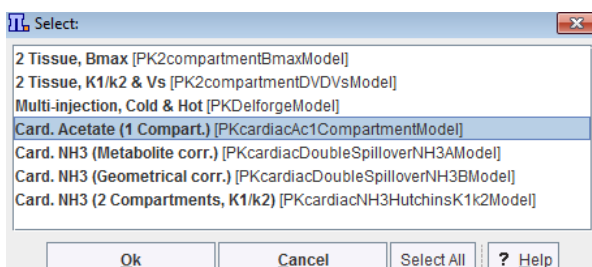 Select:
2 Tissue, Bmax [PK2compartmentBmaxModel]
2 Tissue, K1/k2 & Vs [PK2compartmentDVDVsModel]
Multi-injection, Cold & Hot [PKDelforgeModel]
Card. Acetate (1 Compart.) [PKcardiacAc1CompartmentModel]
Card. NH3 (Metabolite corr.) [PKcardiacDoubleSpilloverNH3AModel]
Card. NH3 (Geometrical corr.) [PKcardiacDoubleSpilloverNH3BModel]
Card. NH3 (2 Compartments, K1/k2) [PKcardiacNH3HutchinsK1k2Model]
Ok Cancel Select All ? Help